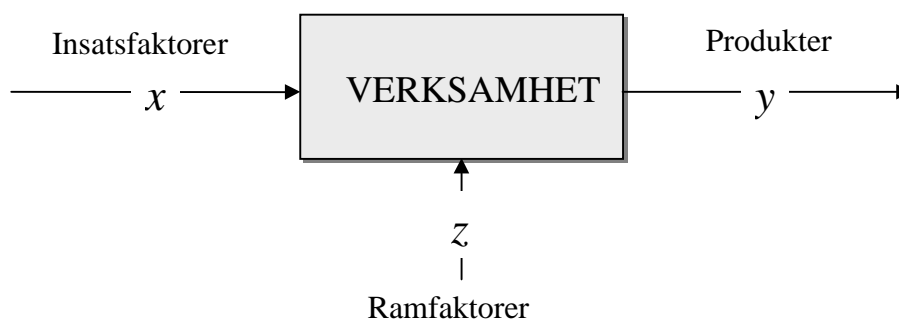 Insatsfaktorer
Produkter
x
VERKSAMHET
y
z
Ramfaktorer